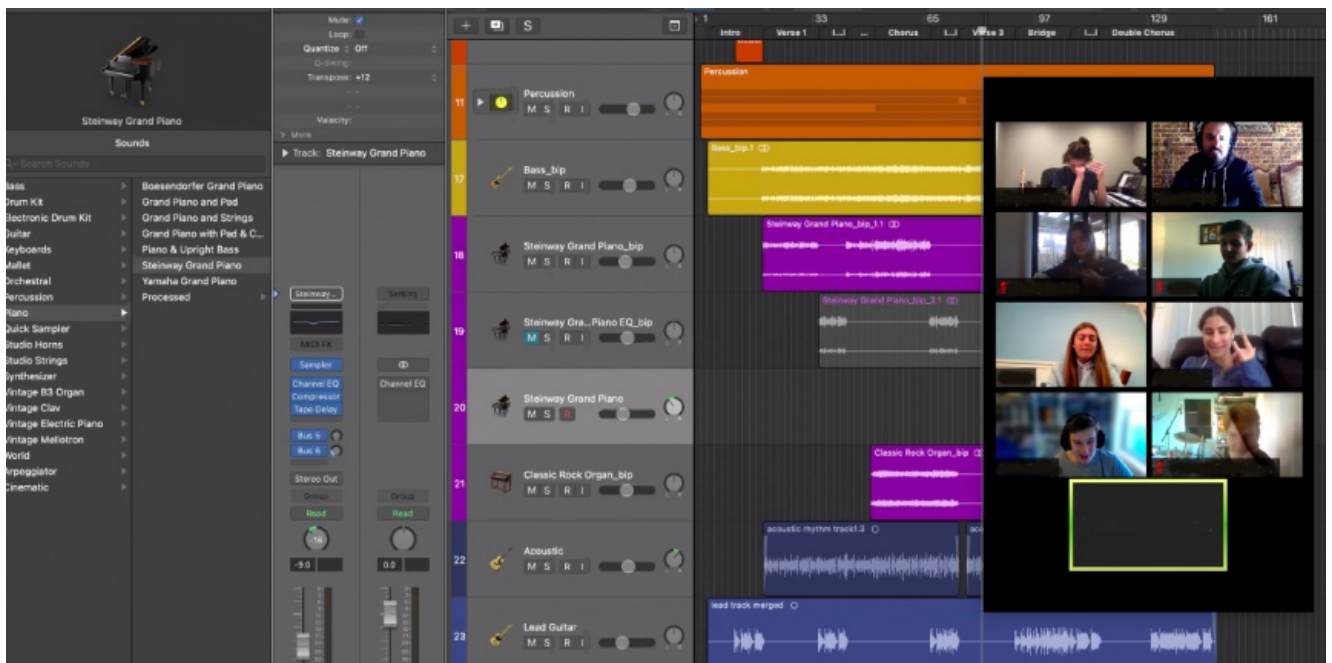 Steinway Grand Piano
Sounds
Search Sounds
Bass
Drum Kit
Electronic Drum Kit
Guitar
Keyboards
Mallet
Orchestral
Percussion
Piano
Quick Sampler
Studio Horns
Studio Strings
Synthesizer
Vintage B3 Organ
Vintage Clav
Vintage Electric Piano
Vintage Mellotron
World
Arpeggiator
Cinematic
Boesendorfer Grand Piano
Grand Piano and Pad
Grand Piano and Strings
Grand Piano with Pad & C...
Piano & Upright Bass
Steinway Grand Piano
Yamaha Grand Piano
Processed
Mute:
Loop:
Quantize Off
Q-Swing:
Transpose: +12
Velocity:
More
Track: Steinway Grand Piano
Steinway...
MIDI FX
Sampler
Channel EQ
Compressor
Tape Delay
Bus 5
Bus 6
Stereo Out
Group
Read
-16
-9.0
Setting
Channel EQ
Group
Read
0.0
S
11
Percussion
M S R I
17
Bass_bip
M S R I
18
Steinway Grand Piano_bip
M S R I
19
Steinway Gra...Piano EQ_bip
M S R I
20
Steinway Grand Piano
M S R
21
Classic Rock Organ_bip
M S R I
22
Acoustic
M S R I
23
Lead Guitar
M S R I
1 33 65 97 129 161
Intro Verse 1 ... Chorus Verse 3 Bridge Double Chorus
Percussion
Bass_bip.1
Steinway Grand Piano_bip_1.1
Steinway Grand Piano_bip_2.1
Classic Rock Organ_bip
acoustic rhythm track1.3
aco
lead track merged